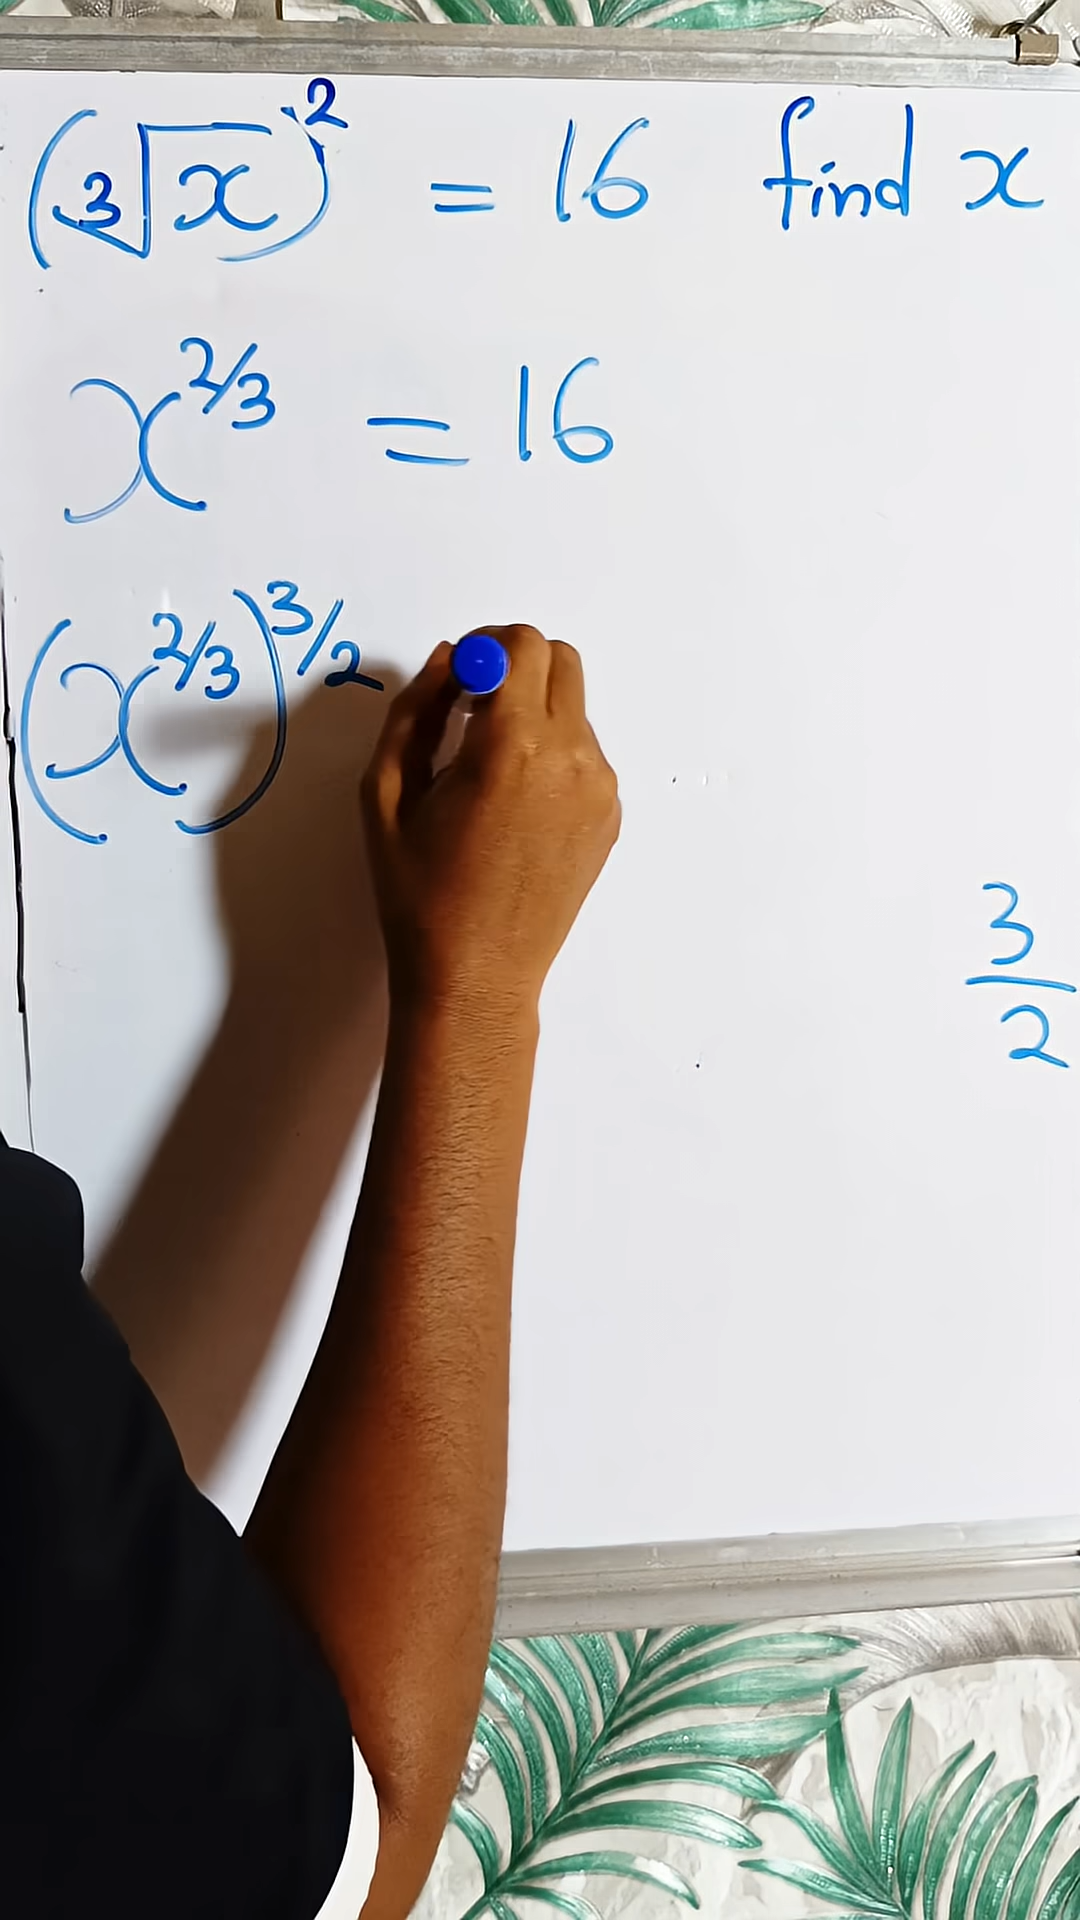 (∛x)² = 16 find x
x^{2/3} = 16
(x^{2/3})^{3/2}
3/2